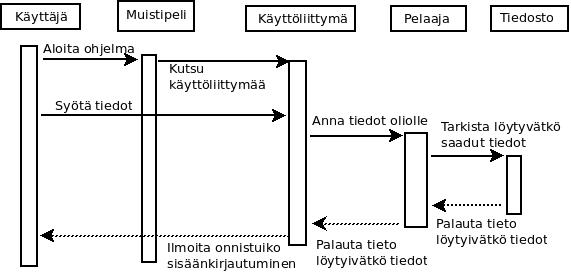 Käyttäjä
Muistipeli
Käyttöliittymä
Pelaaja
Tiedosto
Aloita ohjelma
Kutsu
käyttöliittymää
Syötä tiedot
Anna tiedot oliolle
Tarkista löytyvätkö
saadut tiedot
Palauta tieto
löytyivätkö tiedot
Palauta tieto
löytyivätkö tiedot
Ilmoita onnistuiko
sisäänkirjautuminen